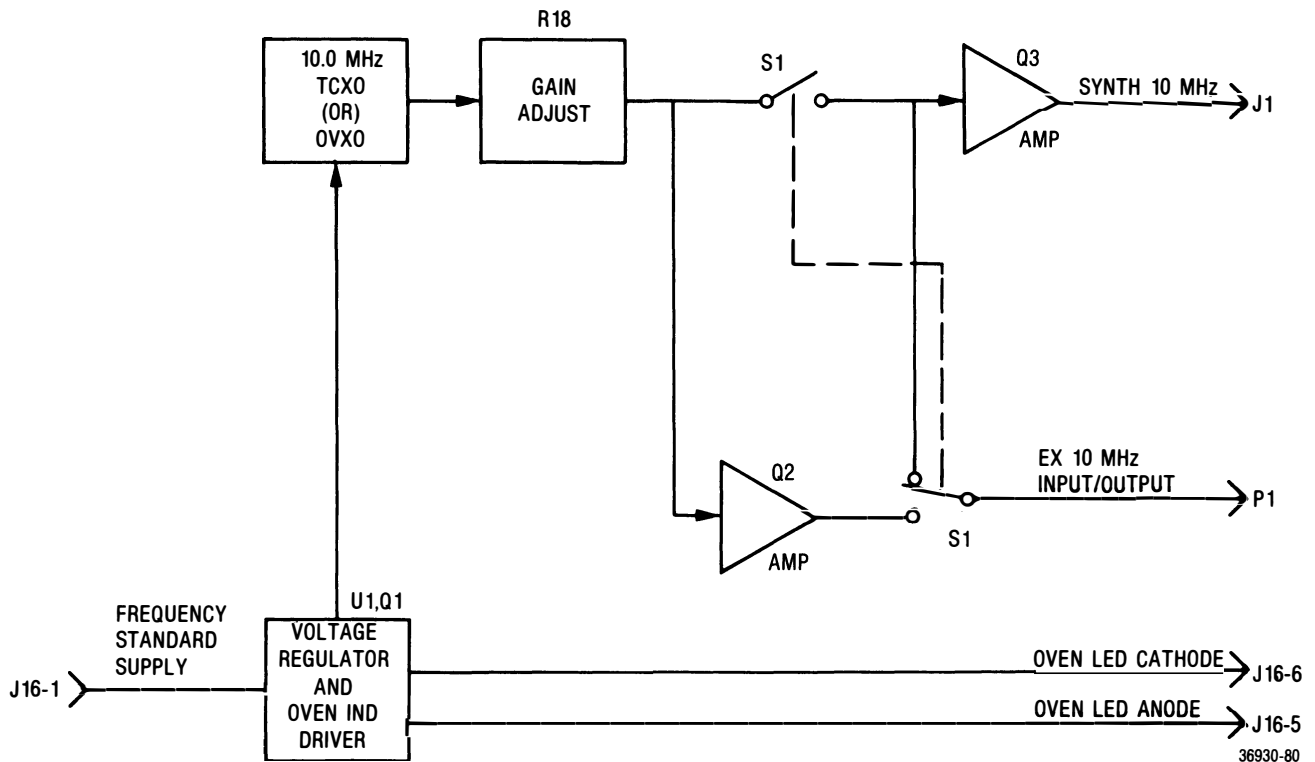 R18
10.0 MHz
TCXO
(OR)
OVXO
GAIN
ADJUST
S1
Q3
AMP
SYNTH 10 MHz
J1
Q2
AMP
S1
EX 10 MHz
INPUT/OUTPUT
P1
FREQUENCY
STANDARD
SUPPLY
J16-1
U1,Q1
VOLTAGE
REGULATOR
AND
OVEN IND
DRIVER
OVEN LED CATHODE
J16-6
OVEN LED ANODE
J16-5
36930-80